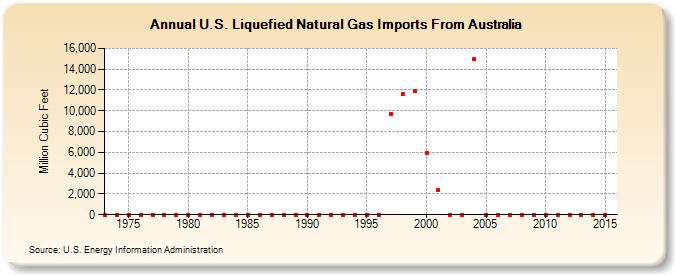 Annual U.S. Liquefied Natural Gas Imports From Australia
Million Cubic Feet
16,000
14,000
12,000
10,000
8,000
6,000
4,000
2,000
0
1975 1980 1985 1990 1995 2000 2005 2010 2015
Source: U.S. Energy Information Administration